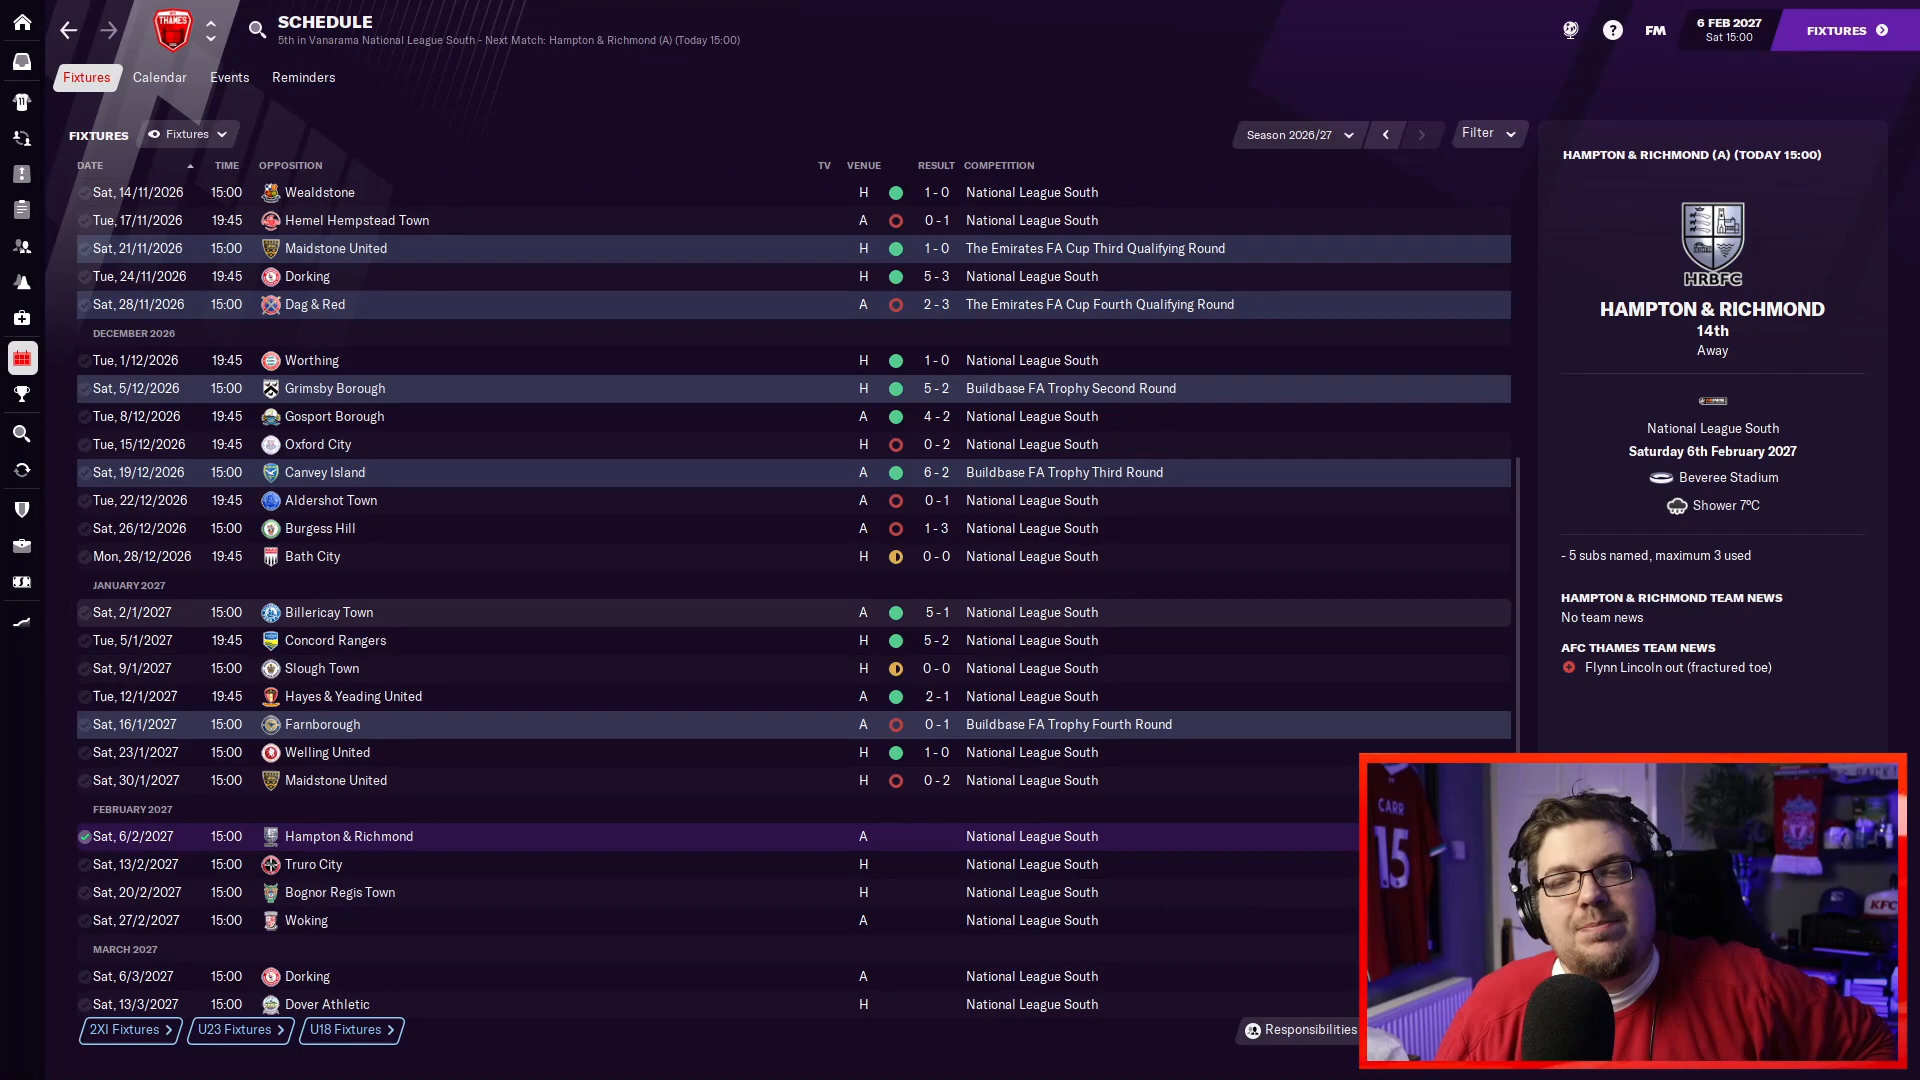 THAMES
SCHEDULE
5th in Vanarama National League South - Next Match: Hampton & Richmond (A) (Today 15:00)
? FM
6 FEB 2027
Sat 15:00
FIXTURES
Fixtures Calendar Events Reminders
FIXTURES Fixtures
Season 2026/27 Filter
DATE TIME OPPOSITION TV VENUE RESULT COMPETITION
Sat, 14/11/2026 15:00 Wealdstone H 1 - 0 National League South
Tue, 17/11/2026 19:45 Hemel Hempstead Town A 0 - 1 National League South
Sat, 21/11/2026 15:00 Maidstone United H 1 - 0 The Emirates FA Cup Third Qualifying Round
Tue, 24/11/2026 19:45 Dorking H 5 - 3 National League South
Sat, 28/11/2026 15:00 Dag & Red A 2 - 3 The Emirates FA Cup Fourth Qualifying Round
DECEMBER 2026
Tue, 1/12/2026 19:45 Worthing H 1 - 0 National League South
Sat, 5/12/2026 15:00 Grimsby Borough H 5 - 2 Buildbase FA Trophy Second Round
Tue, 8/12/2026 19:45 Gosport Borough A 4 - 2 National League South
Tue, 15/12/2026 19:45 Oxford City H 0 - 2 National League South
Sat, 19/12/2026 15:00 Canvey Island A 6 - 2 Buildbase FA Trophy Third Round
Tue, 22/12/2026 19:45 Aldershot Town A 0 - 1 National League South
Sat, 26/12/2026 15:00 Burgess Hill A 1 - 3 National League South
Mon, 28/12/2026 19:45 Bath City H 0 - 0 National League South
JANUARY 2027
Sat, 2/1/2027 15:00 Billericay Town A 5 - 1 National League South
Tue, 5/1/2027 19:45 Concord Rangers H 5 - 2 National League South
Sat, 9/1/2027 15:00 Slough Town H 0 - 0 National League South
Tue, 12/1/2027 19:45 Hayes & Yeading United A 2 - 1 National League South
Sat, 16/1/2027 15:00 Farnborough A 0 - 1 Buildbase FA Trophy Fourth Round
Sat, 23/1/2027 15:00 Welling United H 1 - 0 National League South
Sat, 30/1/2027 15:00 Maidstone United H 0 - 2 National League South
FEBRUARY 2027
Sat, 6/2/2027 15:00 Hampton & Richmond A National League South
Sat, 13/2/2027 15:00 Truro City H National League South
Sat, 20/2/2027 15:00 Bognor Regis Town H National League South
Sat, 27/2/2027 15:00 Woking A National League South
MARCH 2027
Sat, 6/3/2027 15:00 Dorking A National League South
Sat, 13/3/2027 15:00 Dover Athletic H National League South
2XI Fixtures U23 Fixtures U18 Fixtures
Responsibilities
HAMPTON & RICHMOND (A) (TODAY 15:00)
HRBFC
HAMPTON & RICHMOND
14th
Away
National League South
Saturday 6th February 2027
Beveree Stadium
Shower 7°C
- 5 subs named, maximum 3 used
HAMPTON & RICHMOND TEAM NEWS
No team news
AFC THAMES TEAM NEWS
Flynn Lincoln out (fractured toe)
CARR
15
KFC